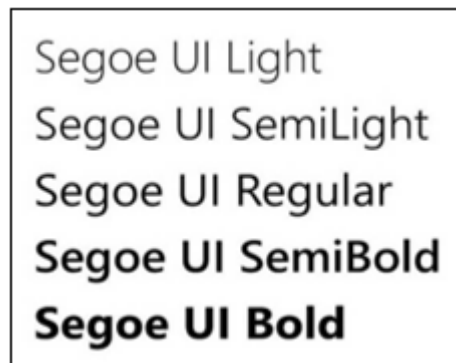 Segoe UI Light
Segoe UI SemiLight
Segoe UI Regular
Segoe UI SemiBold
Segoe UI Bold